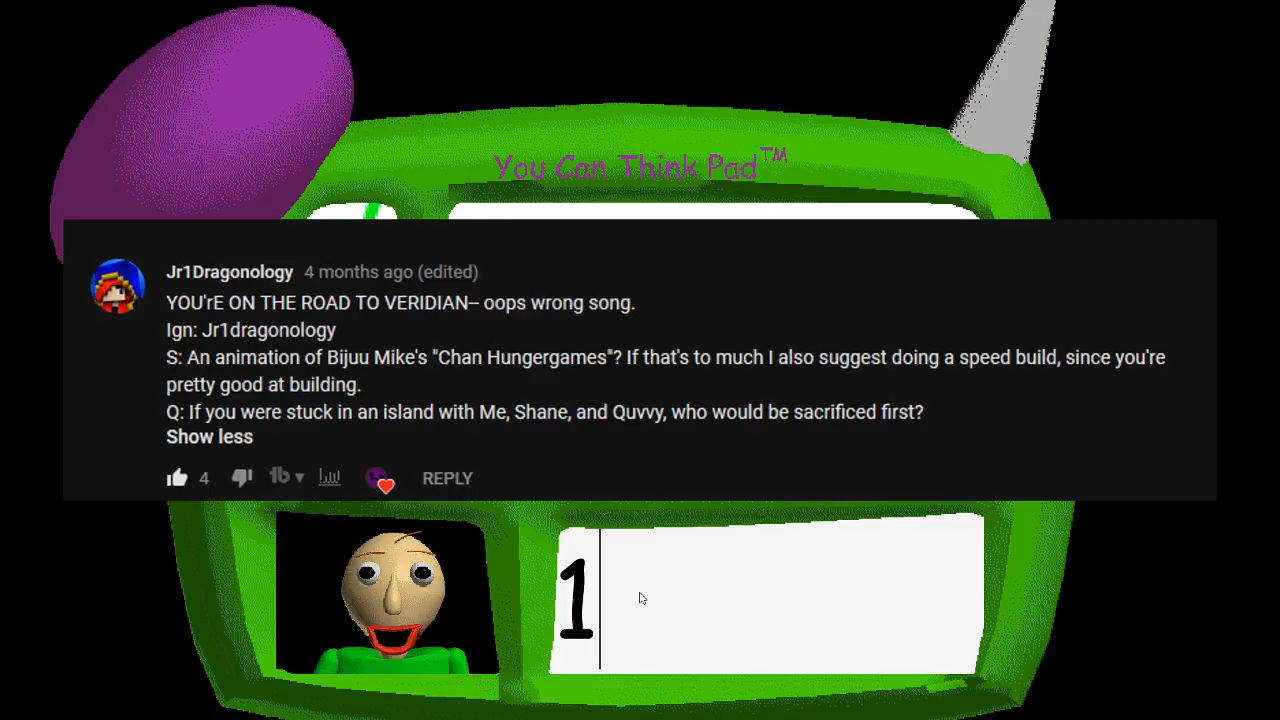 You Can Think Pad™
Jr1Dragonology 4 months ago (edited)
YOU'rE ON THE ROAD TO VERIDIAN-- oops wrong song.
Ign: Jr1dragonology
S: An animation of Bijuu Mike's "Chan Hungergames"? If that's to much I also suggest doing a speed build, since you're
pretty good at building.
Q: If you were stuck in an island with Me, Shane, and Quvvy, who would be sacrificed first?
Show less
4 REPLY
1